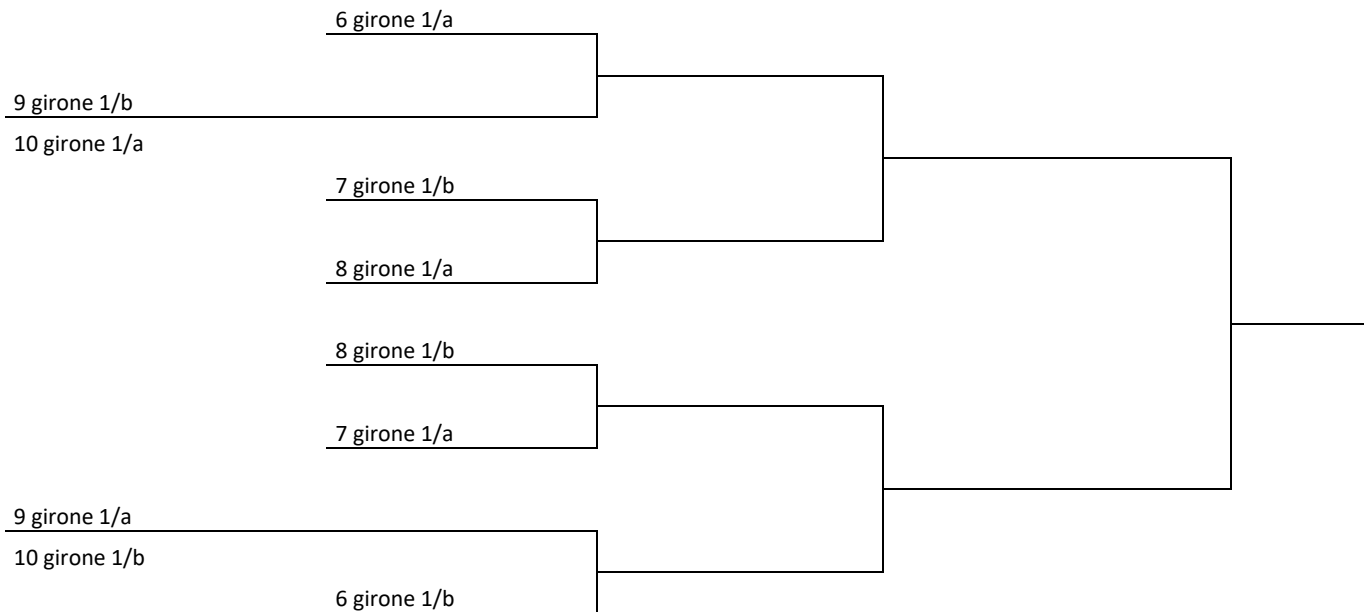 6 girone 1/a
9 girone 1/b
10 girone 1/a
7 girone 1/b
8 girone 1/a
8 girone 1/b
7 girone 1/a
9 girone 1/a
10 girone 1/b
6 girone 1/b